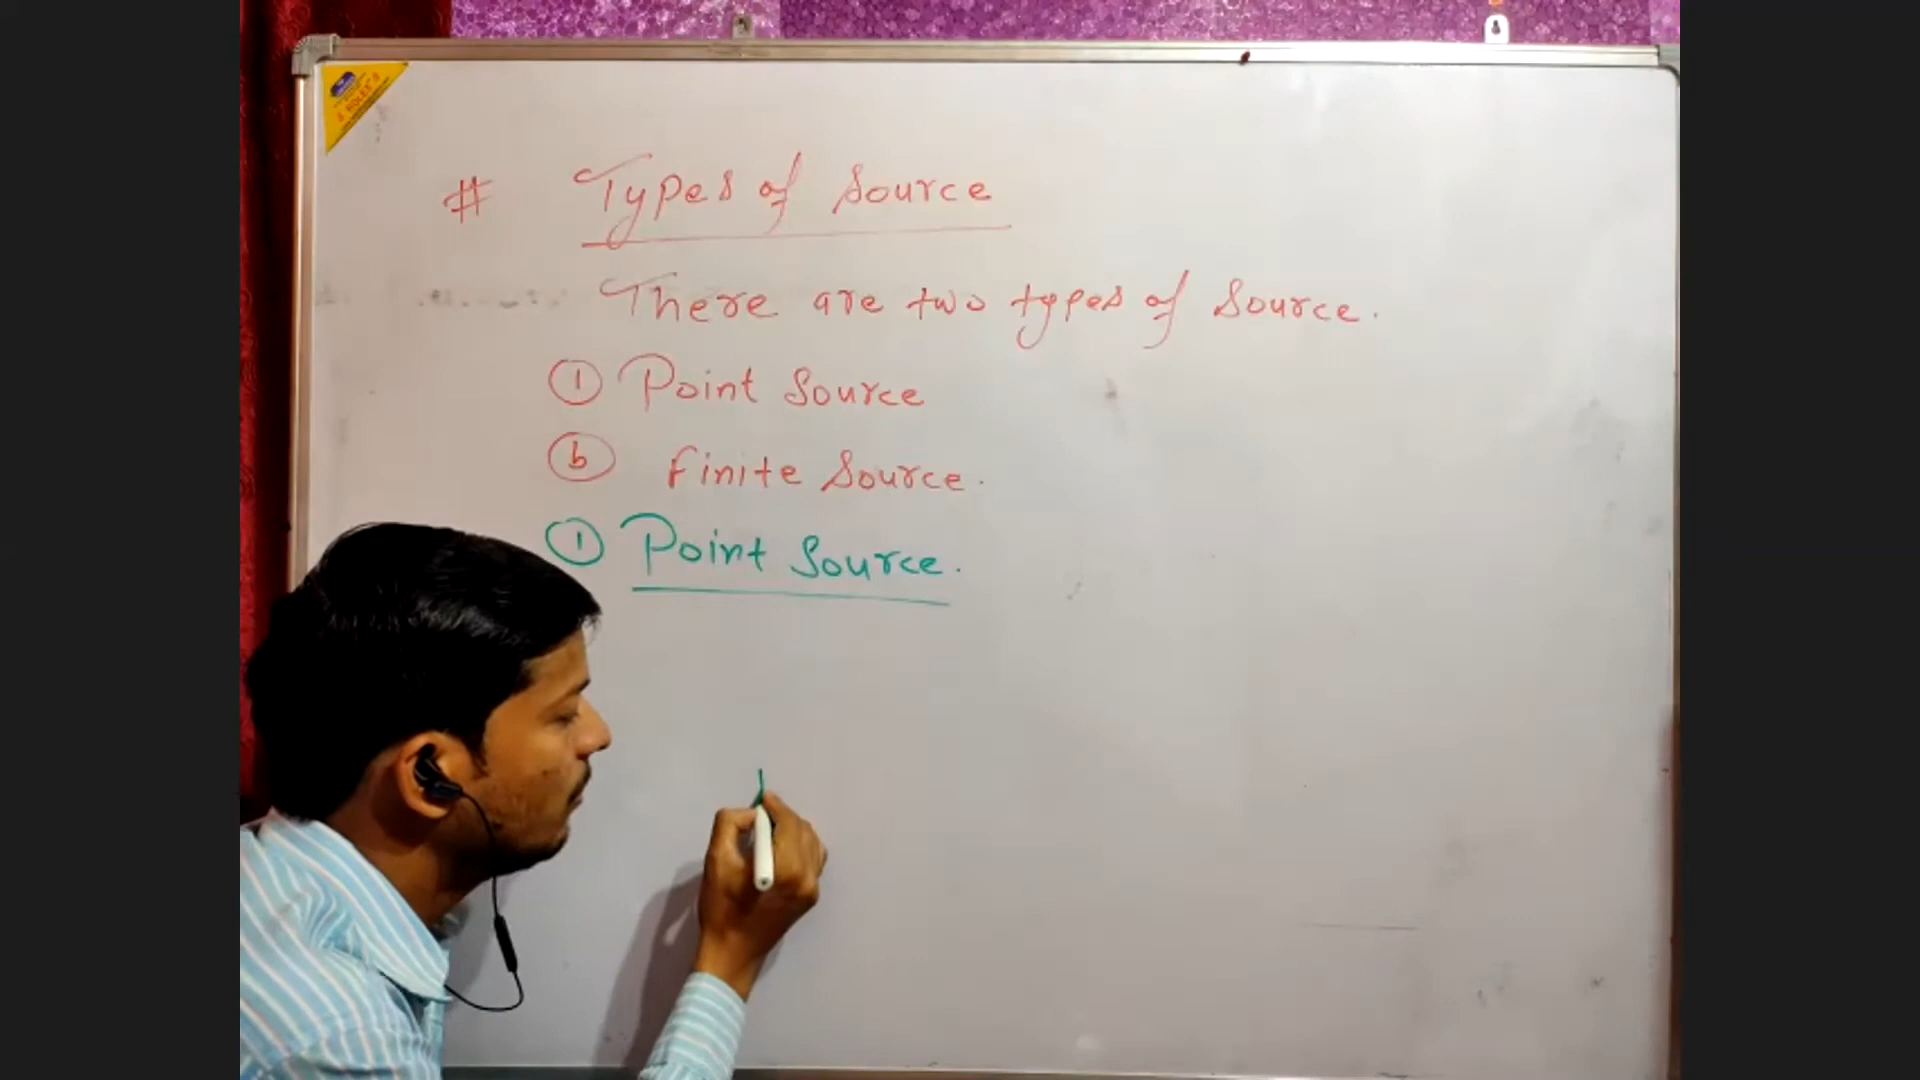 # Types of Source
There are two types of Source.
① Point Source
ⓑ Finite Source.
① Point Source.